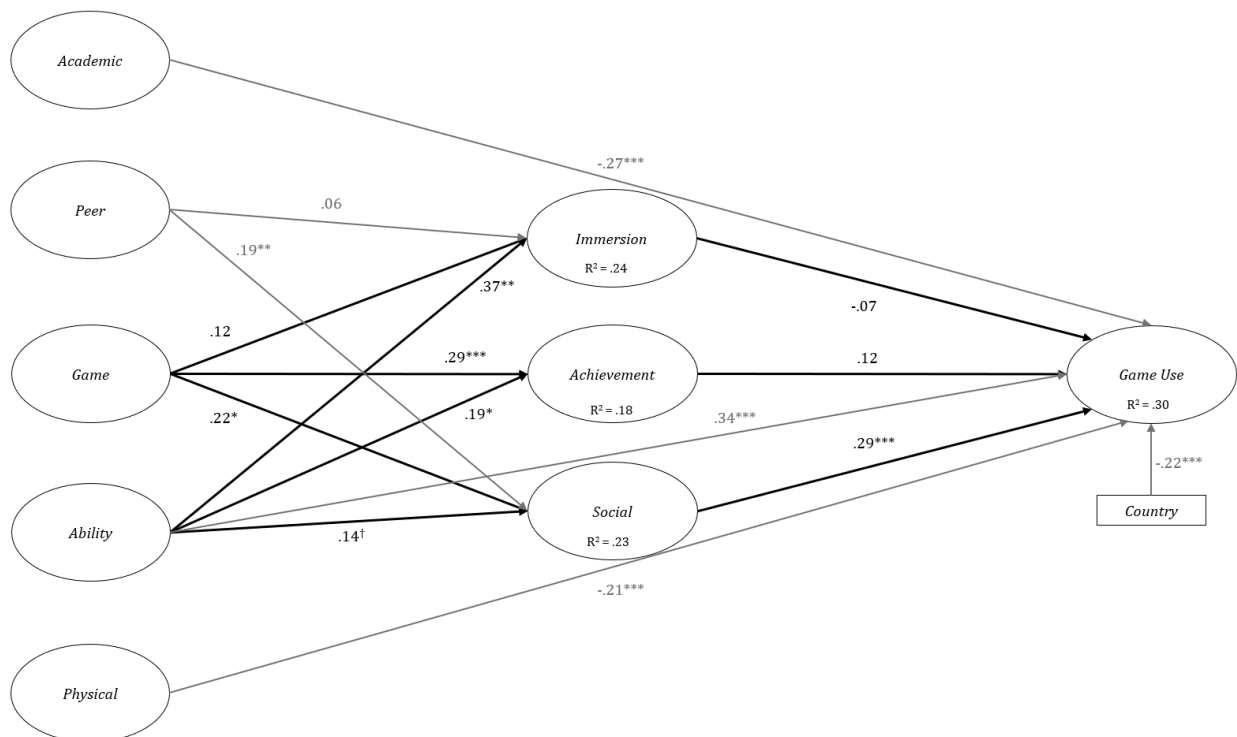 Academic
-.27***
Peer
.06
.19**
Immersion
R² = .24
.37**
-.07
.12
Game
.29***
Achievement
R² = .18
.12
Game Use
R² = .30
.22*
.19*
.34***
.29***
-.22***
Country
Ability
.14†
Social
R² = .23
-.21***
Physical